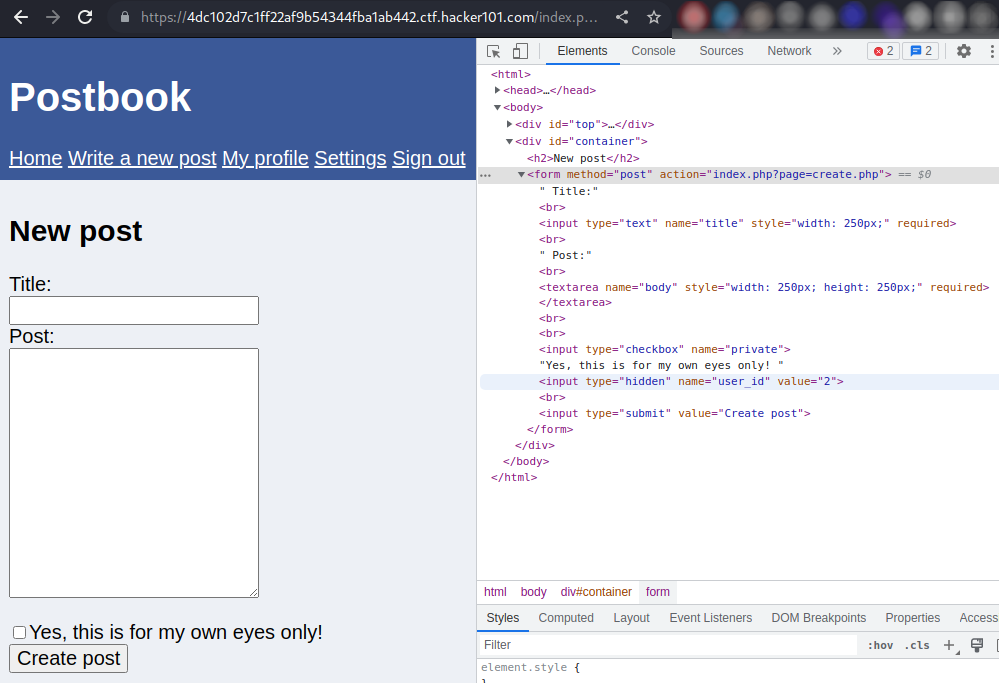 https://4dc102d7c1ff22af9b54344fba1ab442.ctf.hacker101.com/index.p...
Postbook
Home Write a new post My profile Settings Sign out
New post
Title:
Post:
Yes, this is for my own eyes only!
Create post
Elements Console Sources Network » 2 2
<html>
<head>…</head>
<body>
<div id="top">…</div>
<div id="container">
<h2>New post</h2>
<form method="post" action="index.php?page=create.php"> == $0
" Title:"
<br>
<input type="text" name="title" style="width: 250px;" required>
<br>
" Post:"
<br>
<textarea name="body" style="width: 250px; height: 250px;" required>
</textarea>
<br>
<br>
<input type="checkbox" name="private">
"Yes, this is for my own eyes only! "
<input type="hidden" name="user_id" value="2">
<br>
<input type="submit" value="Create post">
</form>
</div>
</body>
</html>
html body div#container form
Styles Computed Layout Event Listeners DOM Breakpoints Properties Access
Filter :hov .cls +
element.style {
}